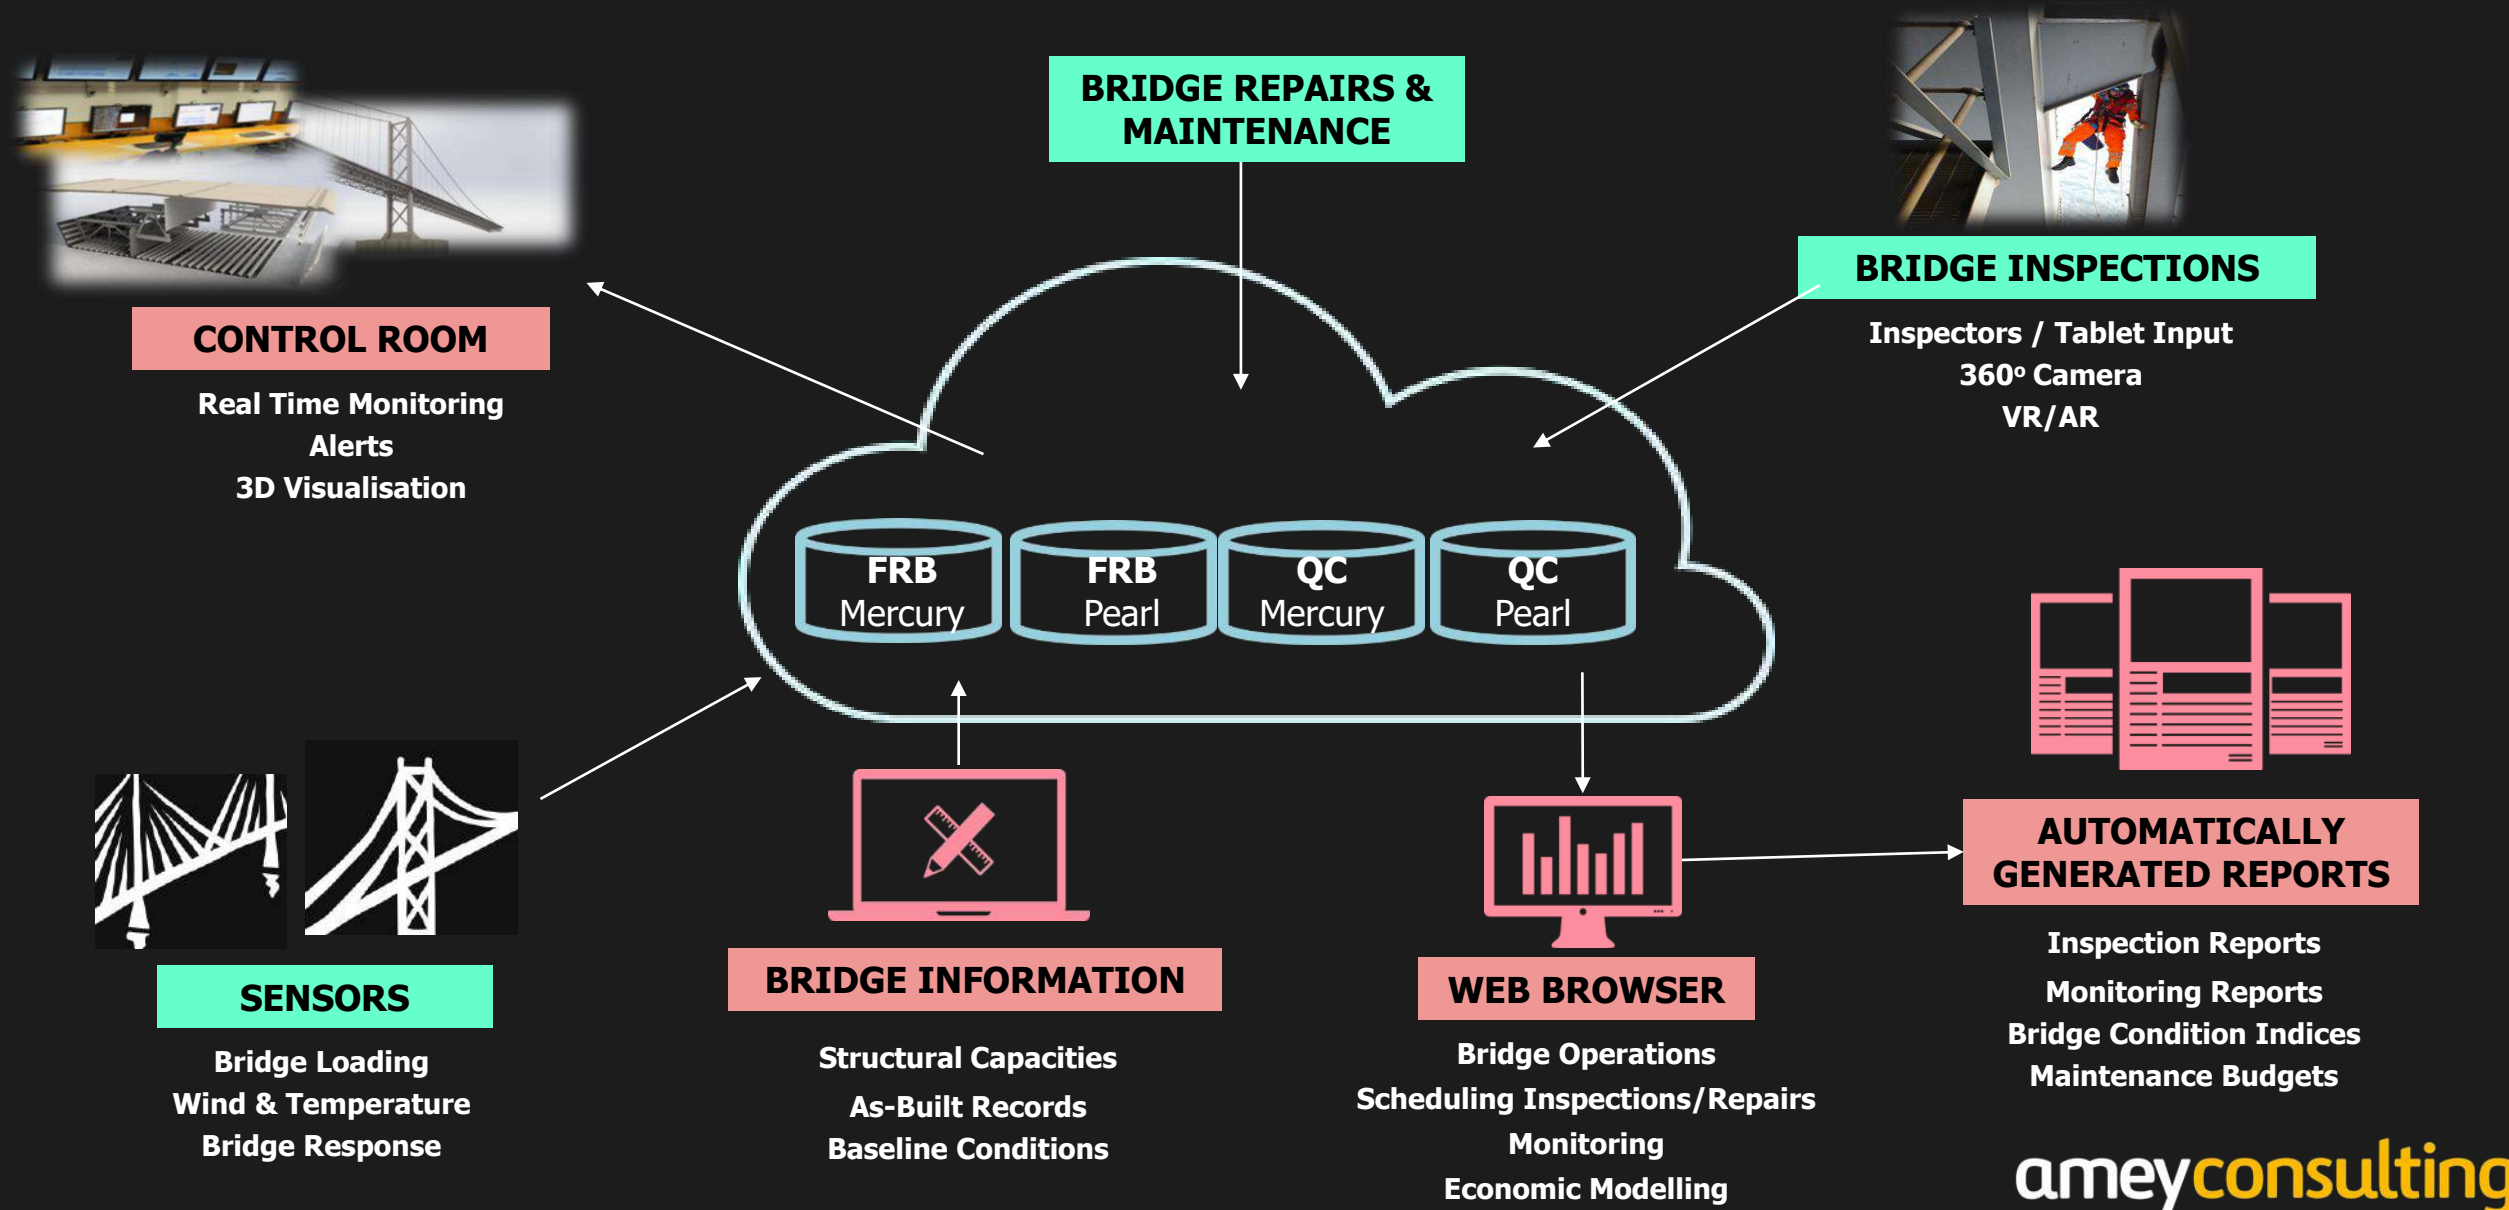 BRIDGE REPAIRS &
MAINTENANCE
BRIDGE INSPECTIONS
Inspectors / Tablet Input
360º Camera
VR/AR
CONTROL ROOM
Real Time Monitoring
Alerts
3D Visualisation
FRB
Mercury
FRB
Pearl
QC
Mercury
QC
Pearl
SENSORS
Bridge Loading
Wind & Temperature
Bridge Response
BRIDGE INFORMATION
Structural Capacities
As-Built Records
Baseline Conditions
WEB BROWSER
Bridge Operations
Scheduling Inspections/Repairs
Monitoring
Economic Modelling
AUTOMATICALLY
GENERATED REPORTS
Inspection Reports
Monitoring Reports
Bridge Condition Indices
Maintenance Budgets
ameyconsulting